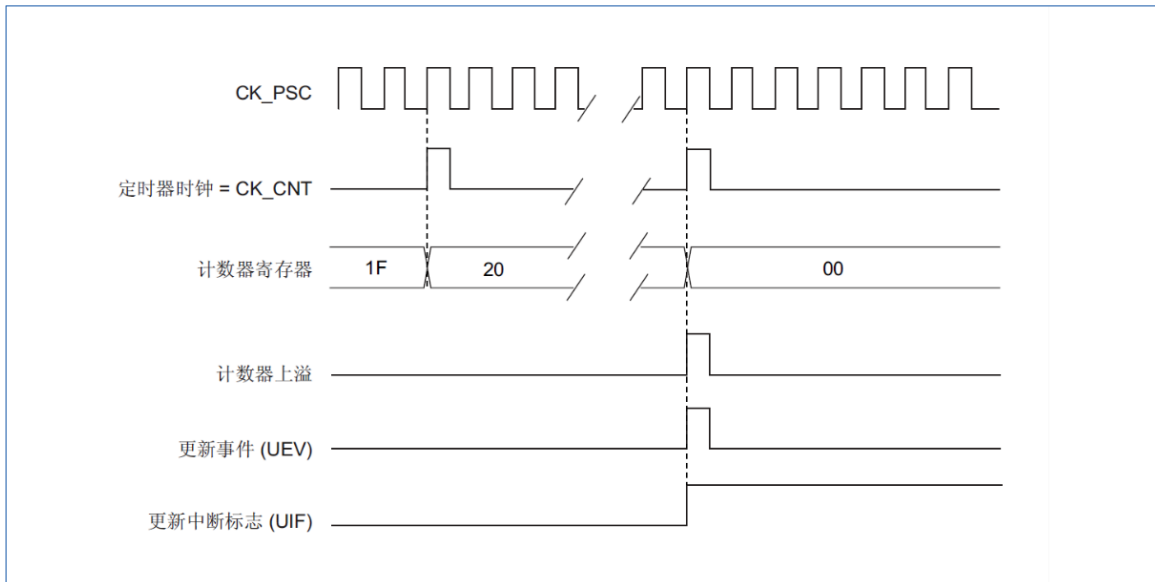 CK_PSC
定时器时钟 = CK_CNT
计数器寄存器
1F
20
00
计数器上溢
更新事件 (UEV)
更新中断标志 (UIF)